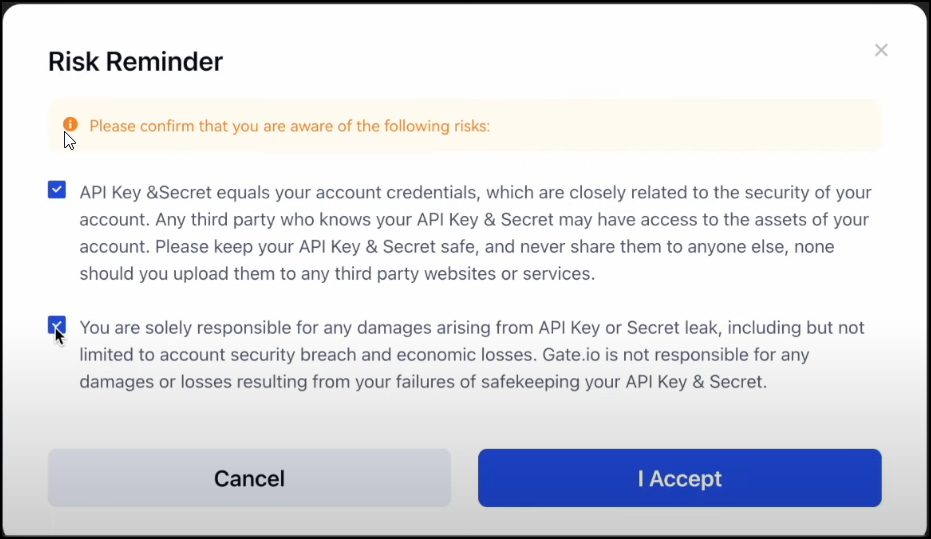 Risk Reminder
Please confirm that you are aware of the following risks:
API Key &Secret equals your account credentials, which are closely related to the security of your
account. Any third party who knows your API Key & Secret may have access to the assets of your
account. Please keep your API Key & Secret safe, and never share them to anyone else, none
should you upload them to any third party websites or services.
You are solely responsible for any damages arising from API Key or Secret leak, including but not
limited to account security breach and economic losses. Gate.io is not responsible for any
damages or losses resulting from your failures of safekeeping your API Key & Secret.
Cancel
I Accept